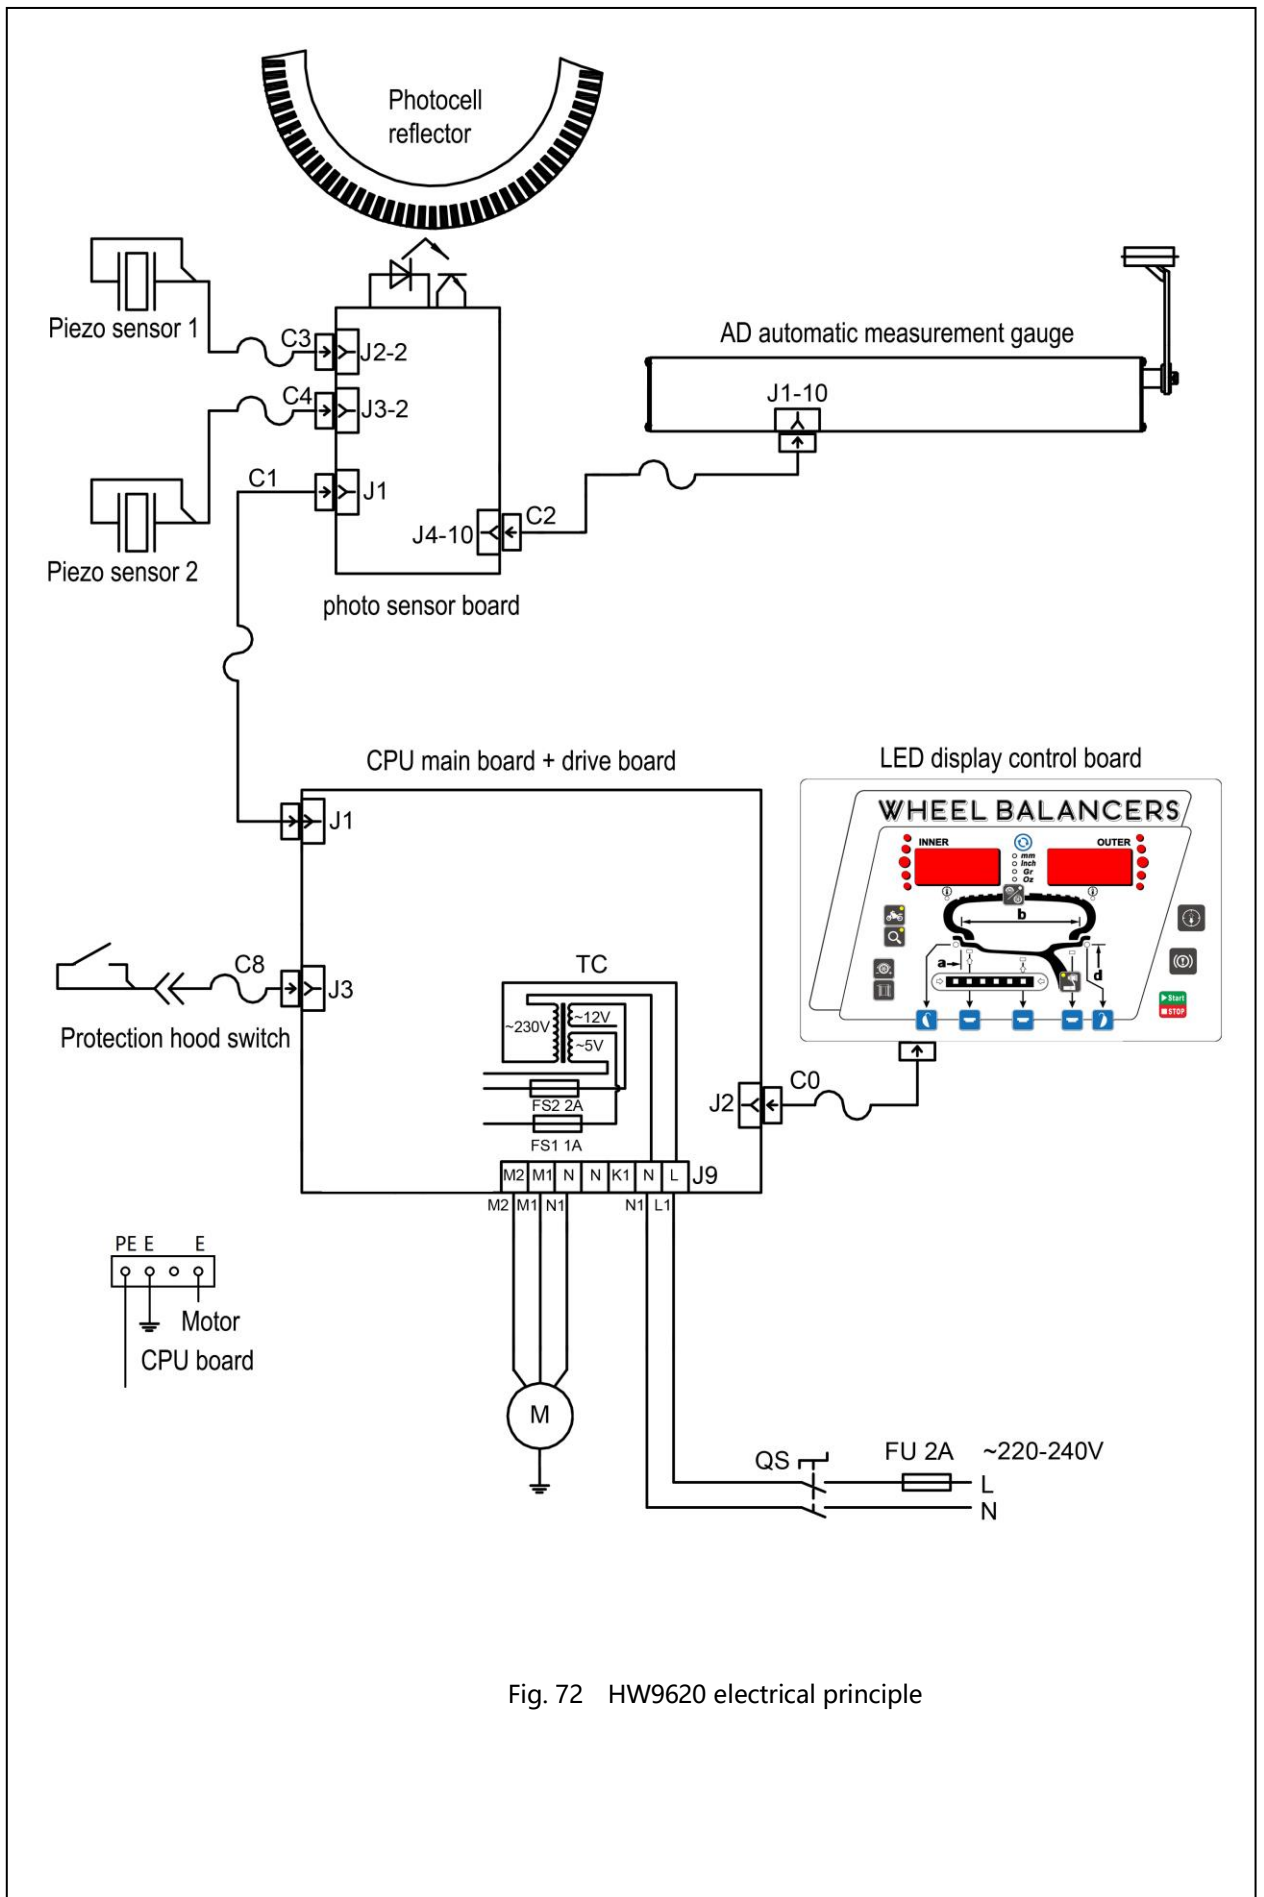 Photocell
reflector
Piezo sensor 1
C3
J2-2
C4
J3-2
C1
J1
Piezo sensor 2
J4-10
C2
photo sensor board
AD automatic measurement gauge
J1-10
CPU main board + drive board
LED display control board
J1
WHEEL BALANCERS
INNER
OUTER
mm
Inch
Gr
Oz
b
a
d
Start
STOP
C8
J3
Protection hood switch
TC
~230V
~12V
~5V
FS2 2A
FS1 1A
J2
C0
M2 M1 N N K1 N L J9
M2 M1 N1 N1 L1
PE E E
Motor
CPU board
M
QS
FU 2A ~220-240V
L
N
Fig. 72 HW9620 electrical principle